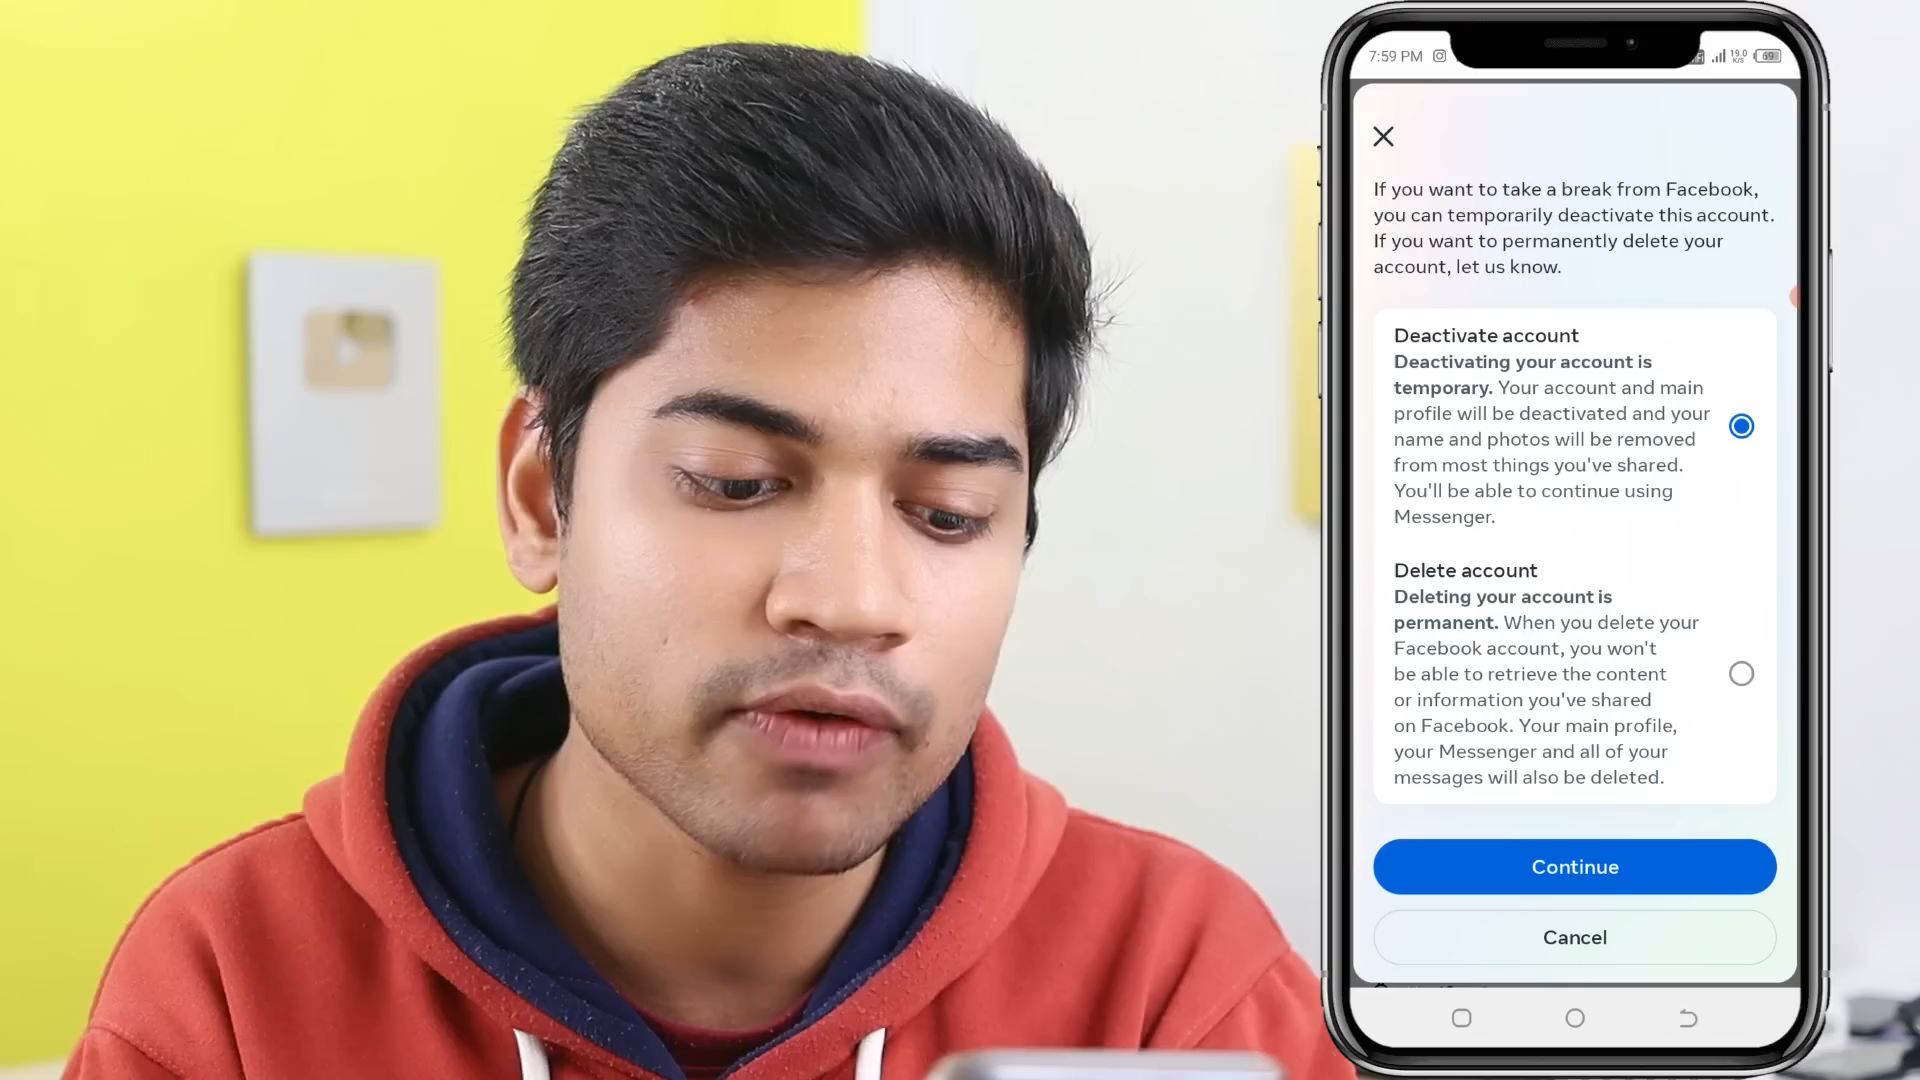 7:59 PM
19.0
K/S
69
If you want to take a break from Facebook,
you can temporarily deactivate this account.
If you want to permanently delete your
account, let us know.
Deactivate account
Deactivating your account is
temporary. Your account and main
profile will be deactivated and your
name and photos will be removed
from most things you've shared.
You'll be able to continue using
Messenger.
Delete account
Deleting your account is
permanent. When you delete your
Facebook account, you won't
be able to retrieve the content
or information you've shared
on Facebook. Your main profile,
your Messenger and all of your
messages will also be deleted.
Continue
Cancel